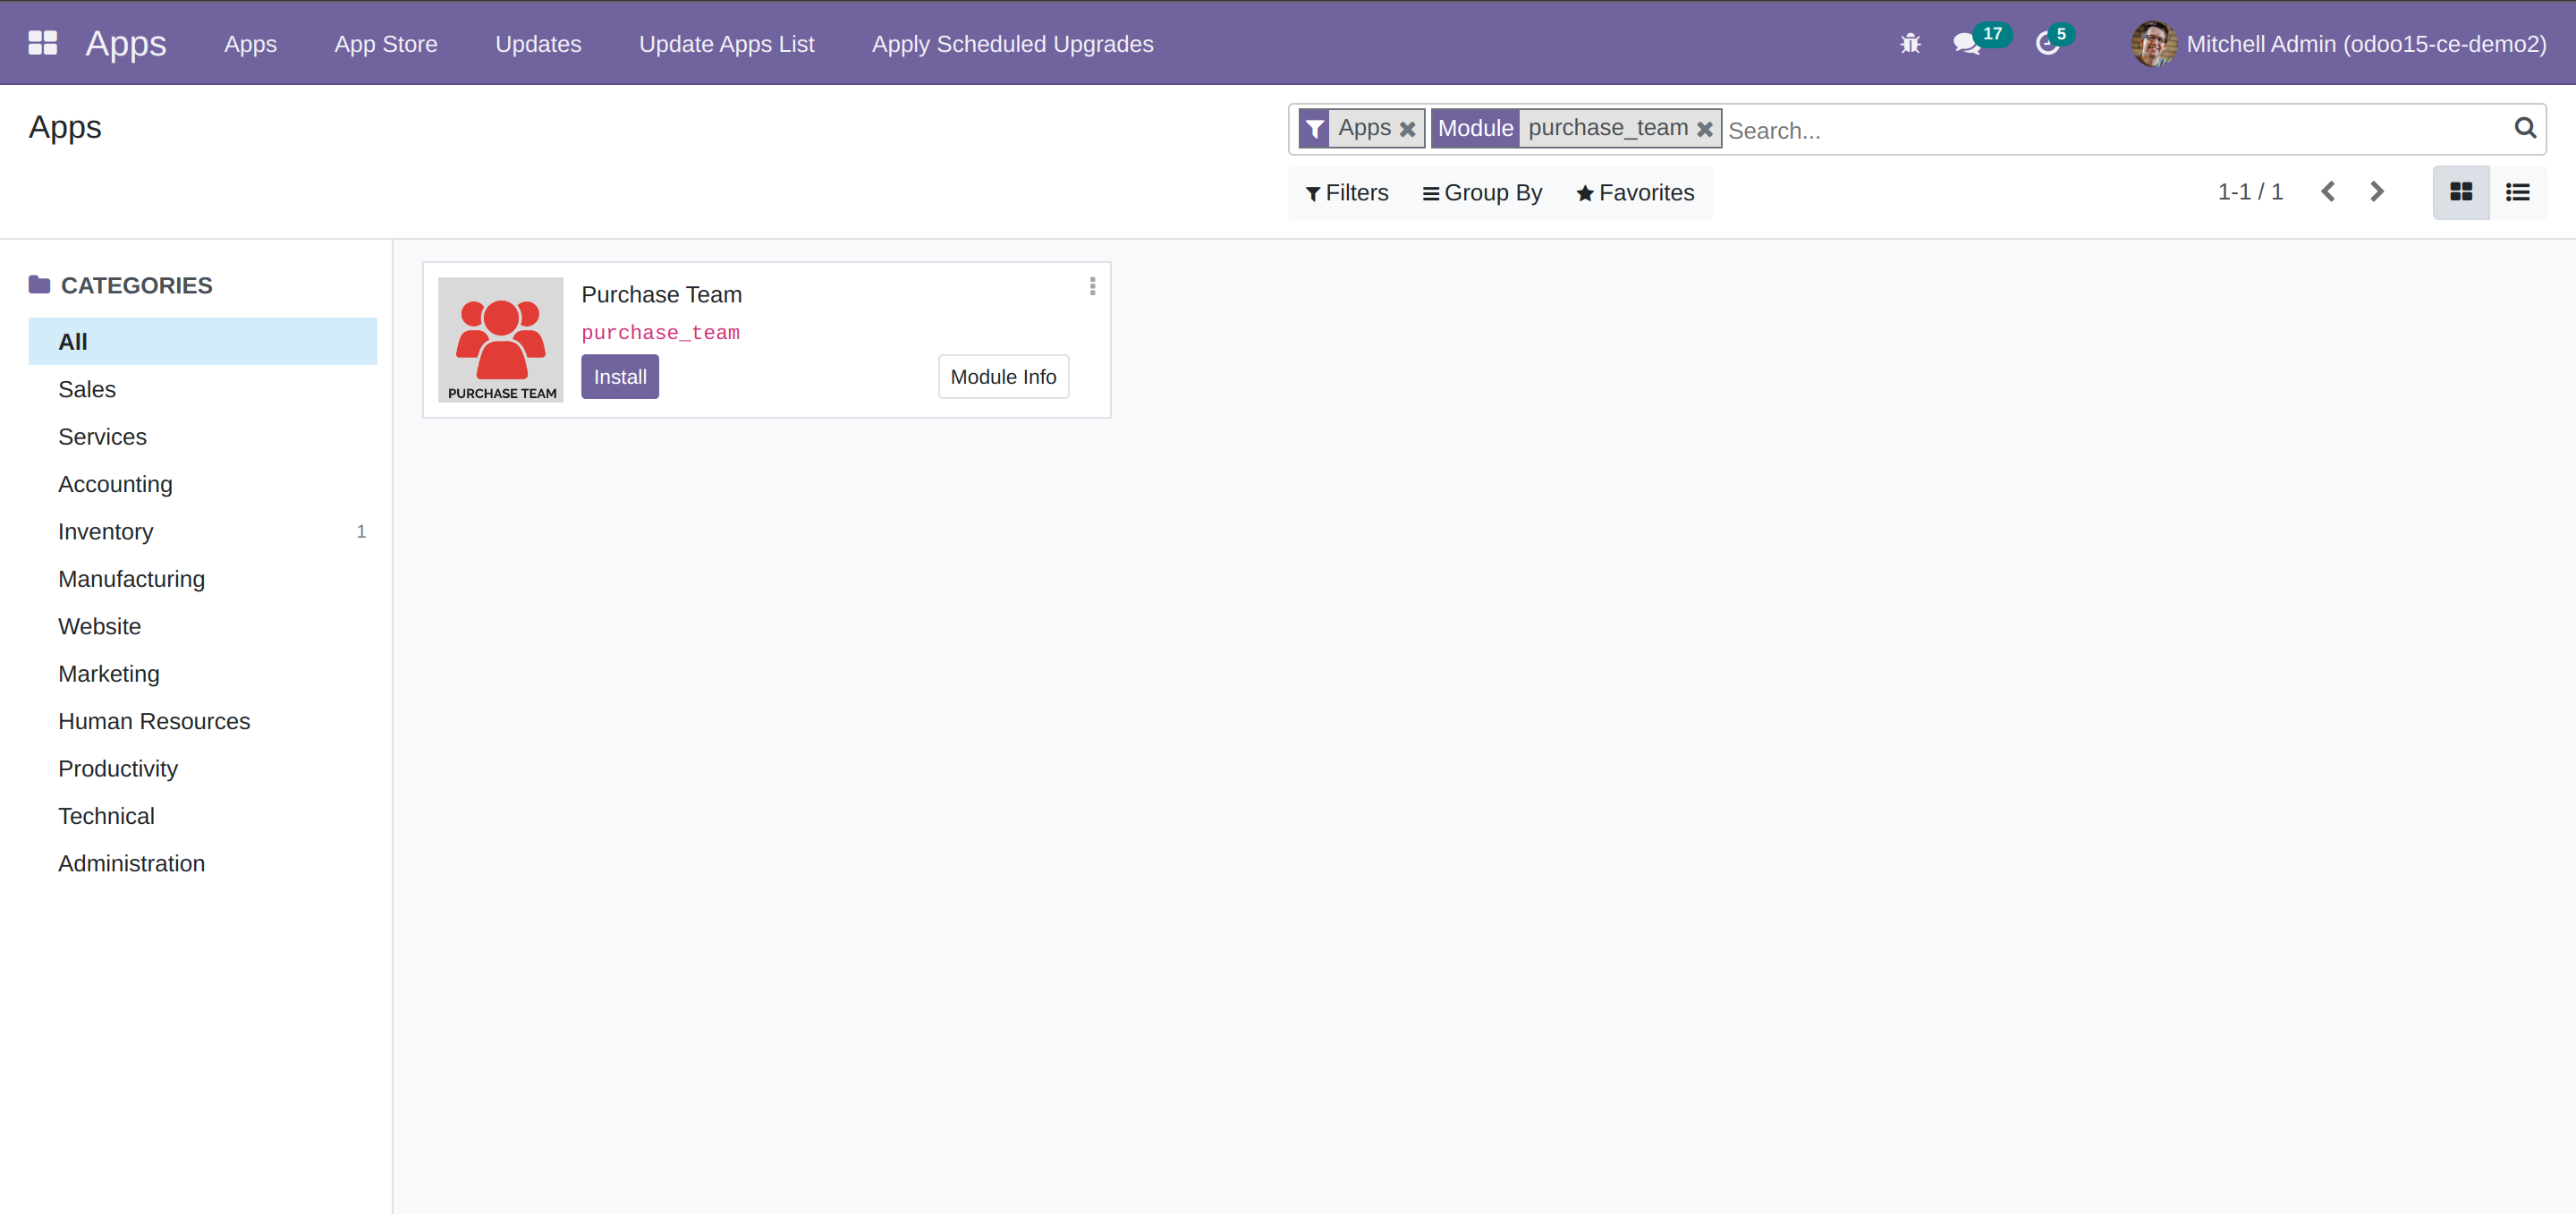 Apps Apps App Store Updates Update Apps List Apply Scheduled Upgrades 17 5 Mitchell Admin (odoo15-ce-demo2)
Apps
Apps Module purchase_team Search...
Filters Group By Favorites 1-1 / 1
CATEGORIES
All
Sales
Services
Accounting
Inventory 1
Manufacturing
Website
Marketing
Human Resources
Productivity
Technical
Administration
PURCHASE TEAM
Purchase Team
purchase_team
Install Module Info